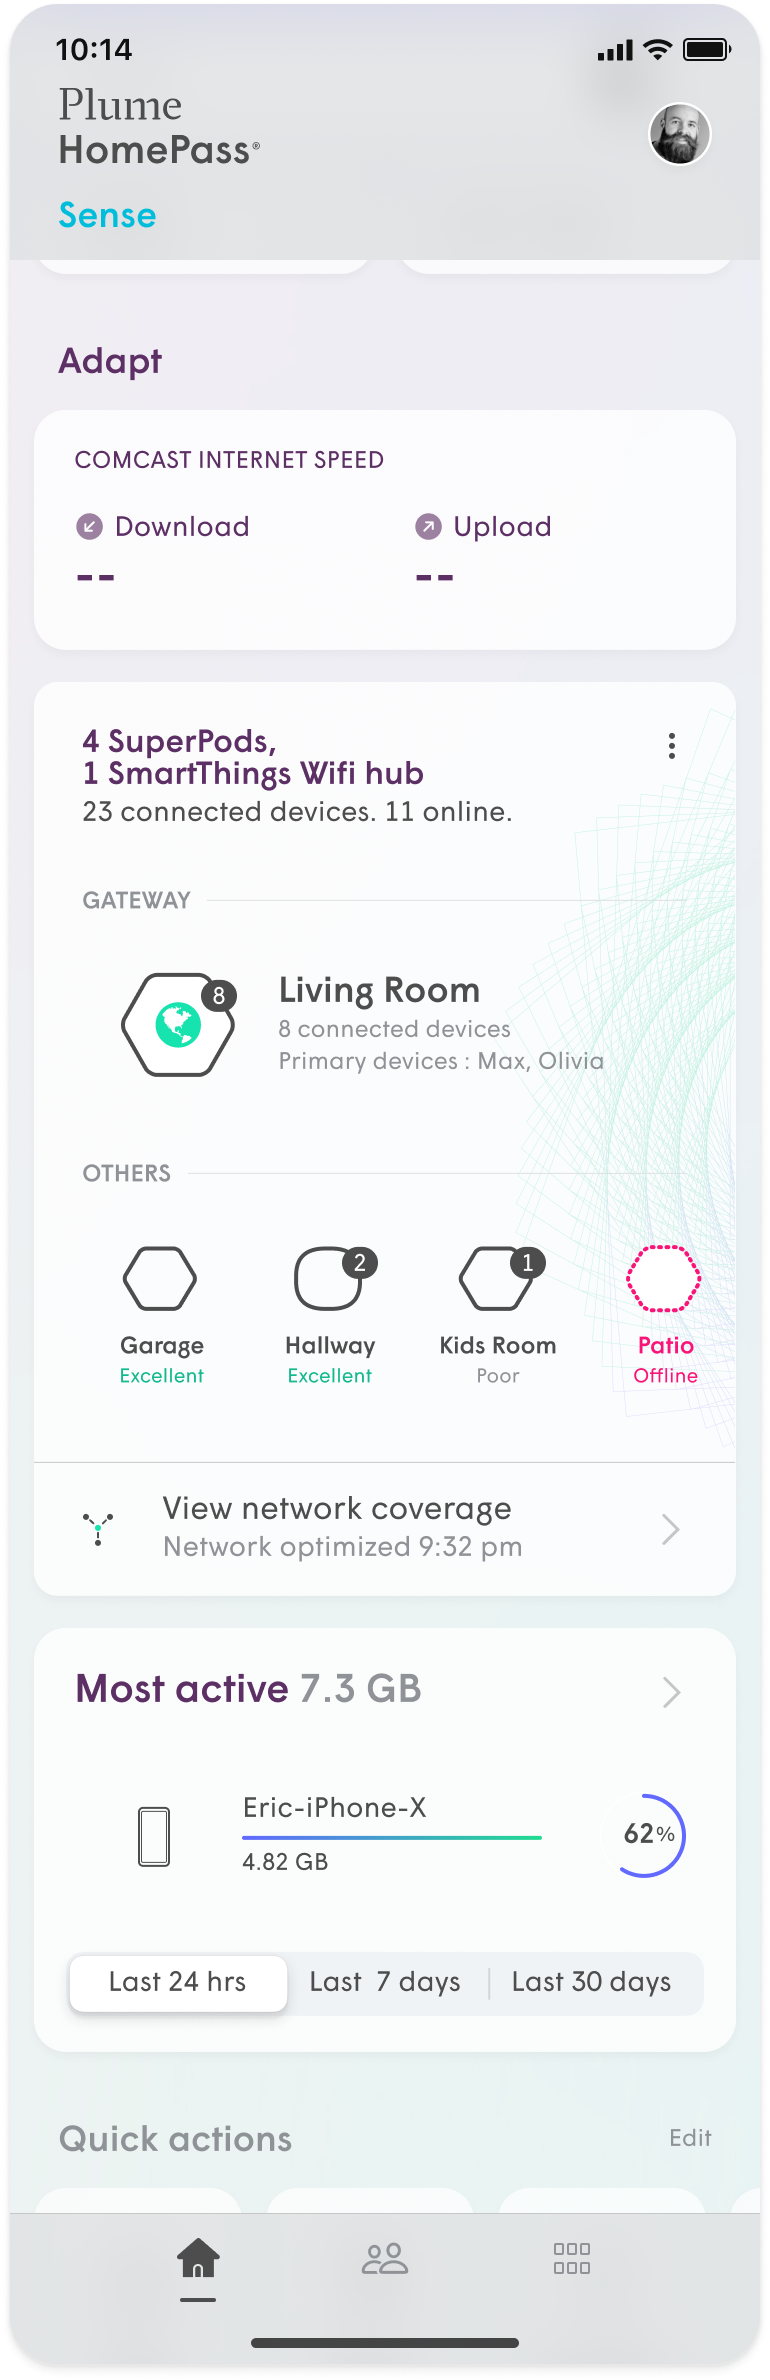 10:14
Plume
HomePass®
Sense
Adapt
COMCAST INTERNET SPEED
Download
Upload
--
--
4 SuperPods,
1 SmartThings Wifi hub
23 connected devices. 11 online.
GATEWAY
8
Living Room
8 connected devices
Primary devices : Max, Olivia
OTHERS
2
1
Garage
Hallway
Kids Room
Patio
Excellent
Excellent
Poor
Offline
View network coverage
Network optimized 9:32 pm
Most active 7.3 GB
Eric-iPhone-X
4.82 GB
62%
Last 24 hrs
Last 7 days
Last 30 days
Quick actions
Edit